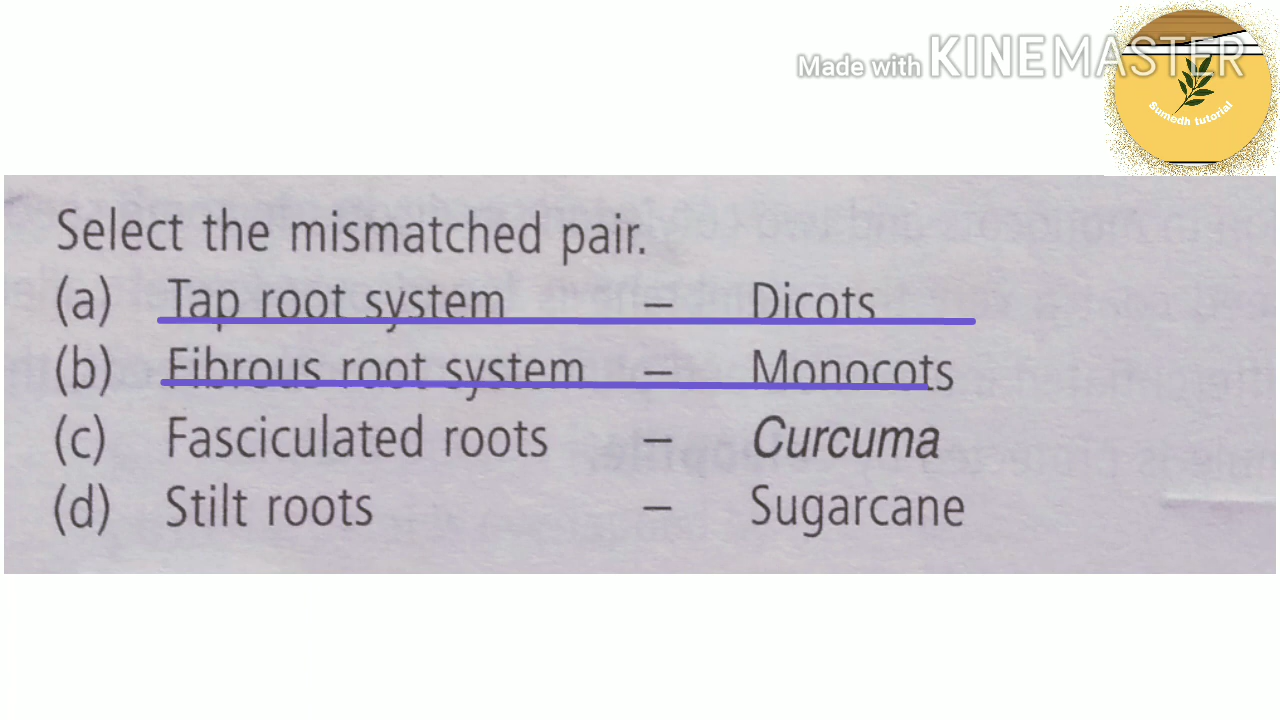 Made with KINEMASTER
Sumedh tutorial
Select the mismatched pair.
(a) Tap root system – Dicots
(b) Fibrous root system – Monocots
(c) Fasciculated roots – Curcuma
(d) Stilt roots – Sugarcane